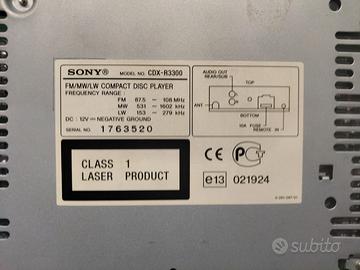 SONY® MODEL NO. CDX-R3300
FM/MW/LW COMPACT DISC PLAYER
FREQUENCY RANGE :
FM 87.5 - 108 MHz
MW 531 - 1602 kHz
LW 153 - 279 kHz
DC : 12V ⎓ NEGATIVE GROUND
SERIAL NO. 1763520
AUDIO OUT
REAR/SUB
TOP
ANT
BOTTOM
10A FUSE
REMOTE IN
CLASS 1
LASER PRODUCT
CE
e13 021924
subito